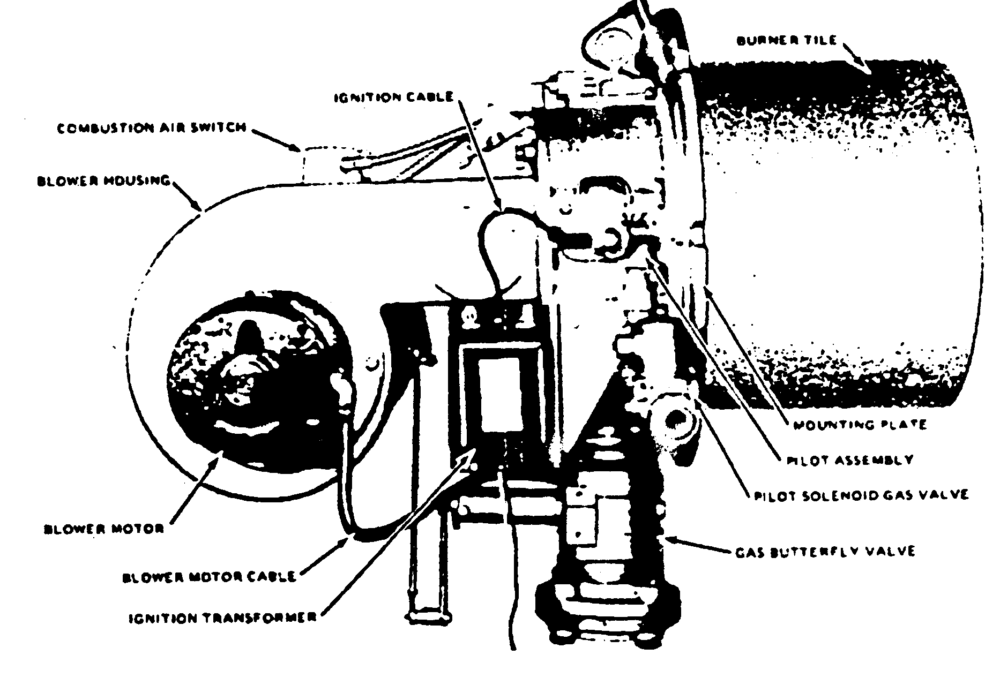 BURNER TILE
IGNITION CABLE
COMBUSTION AIR SWITCH
BLOWER HOUSING
MOUNTING PLATE
PILOT ASSEMBLY
PILOT SOLENOID GAS VALVE
BLOWER MOTOR
GAS BUTTERFLY VALVE
BLOWER MOTOR CABLE
IGNITION TRANSFORMER